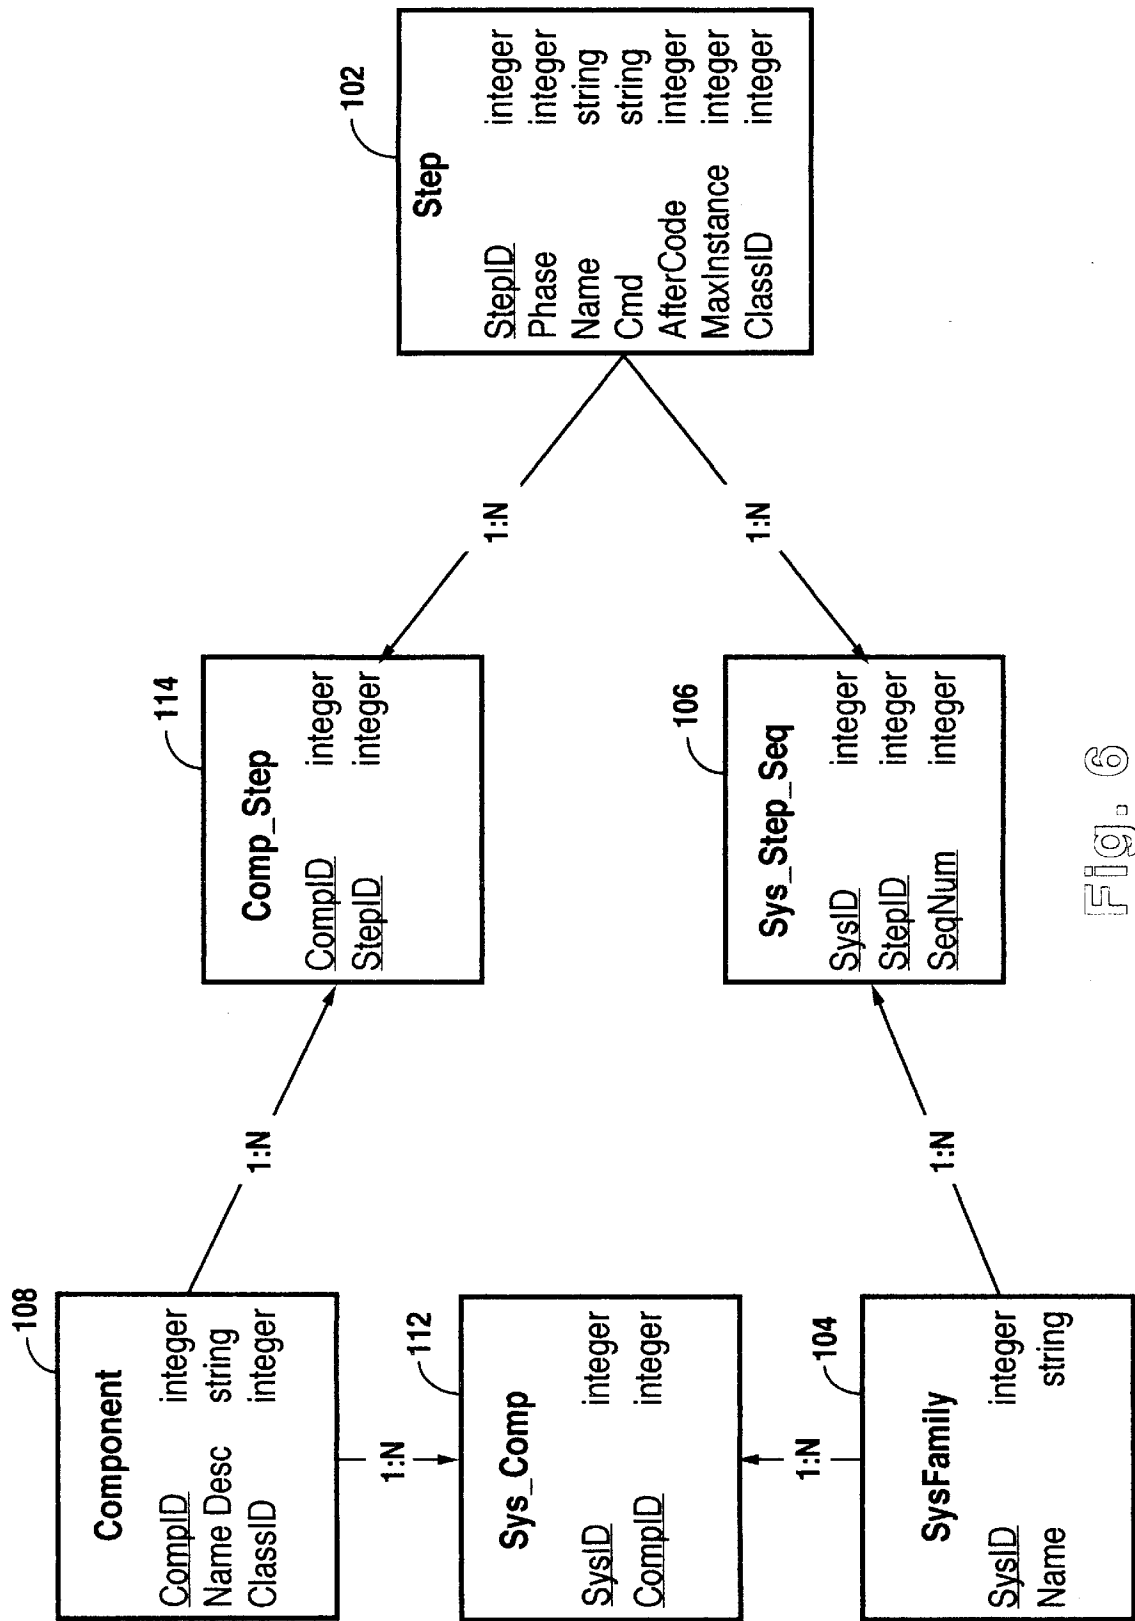 108
Component
CompID integer
Name Desc string
ClassID integer
1:N
112
Sys_Comp
SysID integer
CompID integer
1:N
104
SysFamily
SysID integer
Name string
1:N
114
Comp_Step
CompID integer
StepID integer
1:N
106
Sys_Step_Seq
SysID integer
StepID integer
SeqNum integer
1:N
1:N
102
Step
StepID integer
Phase integer
Name string
Cmd string
AfterCode integer
MaxInstance integer
ClassID integer
Fig. 6